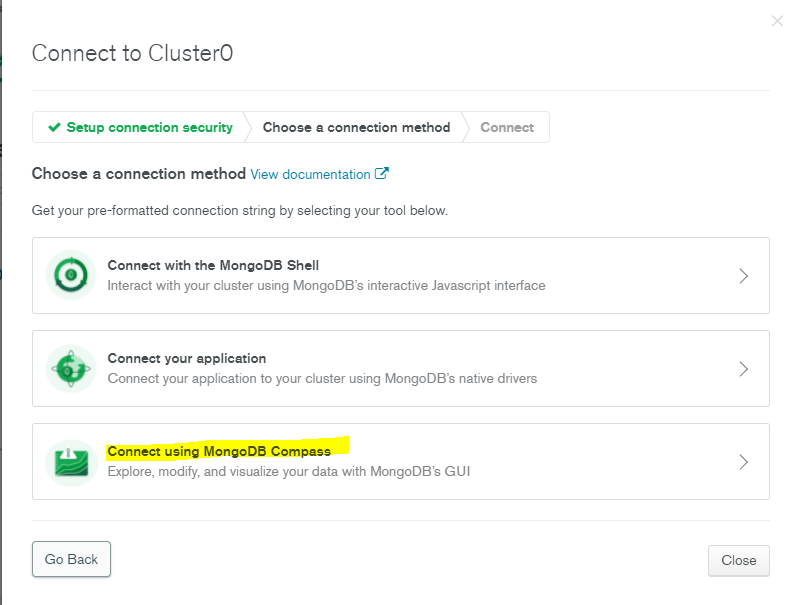 Connect to Cluster0
Setup connection security
Choose a connection method
Connect
Choose a connection method View documentation
Get your pre-formatted connection string by selecting your tool below.
Connect with the MongoDB Shell
Interact with your cluster using MongoDB's interactive Javascript interface
Connect your application
Connect your application to your cluster using MongoDB's native drivers
Connect using MongoDB Compass
Explore, modify, and visualize your data with MongoDB's GUI
Go Back
Close